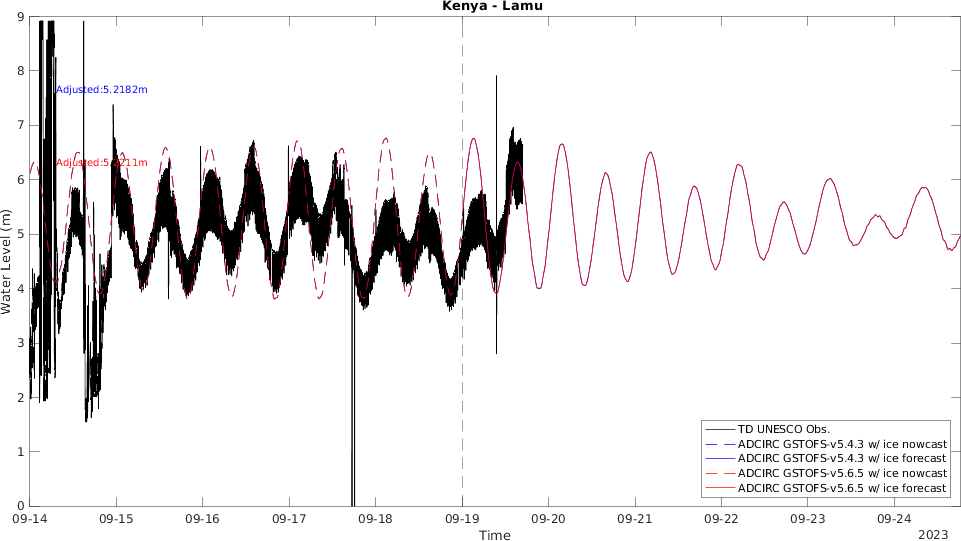 Kenya - Lamu
9
8
7
6
5
4
3
2
1
0
Water Level (m)
Adjusted:5.2182m
09-14
09-15
09-16
09-17
09-18
09-19
09-20
09-21
09-22
09-23
09-24
Time
2023
TD UNESCO Obs.
ADCIRC GSTOFS-v5.4.3 w/ ice nowcast
ADCIRC GSTOFS-v5.4.3 w/ ice forecast
ADCIRC GSTOFS-v5.6.5 w/ ice nowcast
ADCIRC GSTOFS-v5.6.5 w/ ice forecast